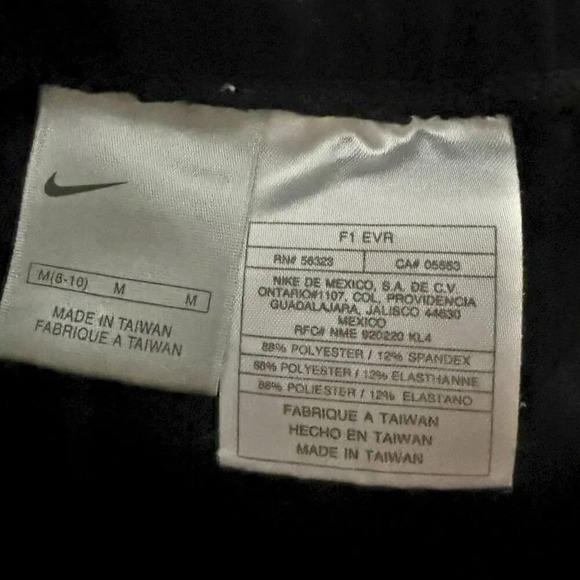 M(8-10) M M
MADE IN TAIWAN
FABRIQUE A TAIWAN
F1 EVR
RN# 56323 CA# 05553
NIKE DE MEXICO, S.A. DE C.V.
ONTARIO#1107, COL. PROVIDENCIA
GUADALAJARA, JALISCO 44630
MEXICO
RFC# NME 920220 KL4
88% POLYESTER / 12% SPANDEX
88% POLYESTER / 12% ELASTHANNE
88% POLIESTER / 12% ELASTANO
FABRIQUE A TAIWAN
HECHO EN TAIWAN
MADE IN TAIWAN